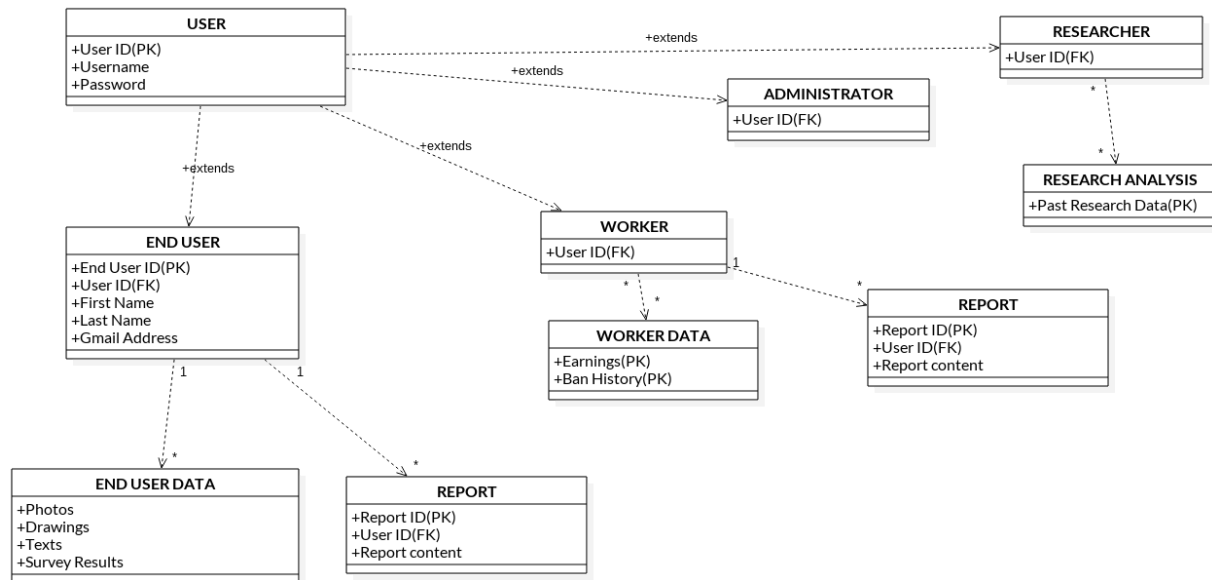 USER
+User ID(PK)
+Username
+Password
+extends
RESEARCHER
+User ID(FK)
+extends
ADMINISTRATOR
+User ID(FK)
*
*
RESEARCH ANALYSIS
+Past Research Data(PK)
+extends
+extends
END USER
+End User ID(PK)
+User ID(FK)
+First Name
+Last Name
+Gmail Address
WORKER
+User ID(FK)
*
*
1
*
WORKER DATA
+Earnings(PK)
+Ban History(PK)
REPORT
+Report ID(PK)
+User ID(FK)
+Report content
1
*
1
*
END USER DATA
+Photos
+Drawings
+Texts
+Survey Results
REPORT
+Report ID(PK)
+User ID(FK)
+Report content